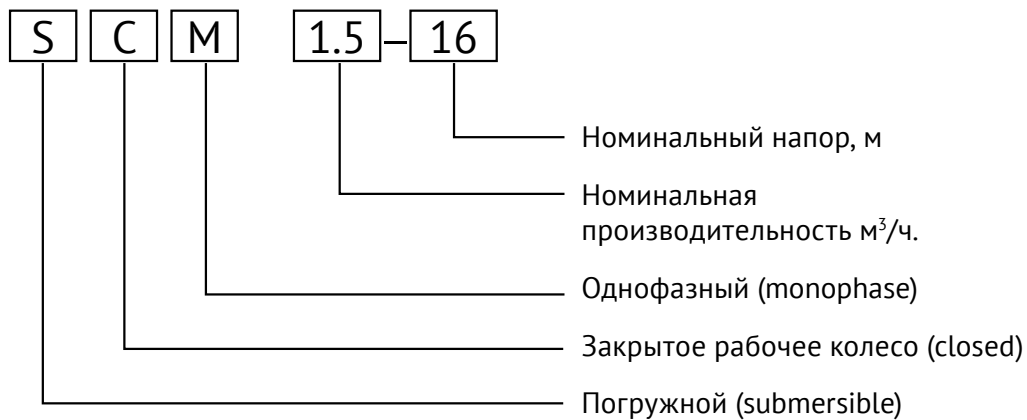 S C M 1.5–16
Номинальный напор, м
Номинальная
производительность м³/ч.
Однофазный (monophase)
Закрытое рабочее колесо (closed)
Погружной (submersible)